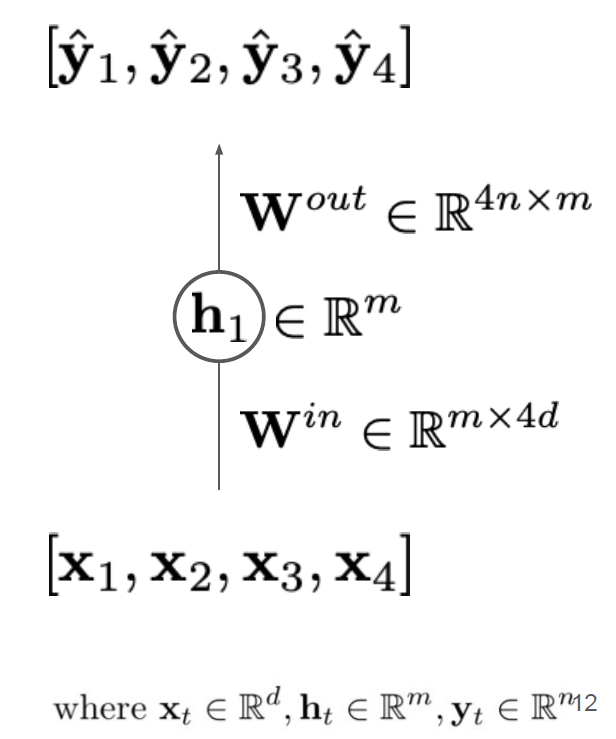 [ŷ₁, ŷ₂, ŷ₃, ŷ₄]
W^{out} ∈ ℝ^{4n×m}
h₁ ∈ ℝ^m
W^{in} ∈ ℝ^{m×4d}
[x₁, x₂, x₃, x₄]
where xₜ ∈ ℝ^d, hₜ ∈ ℝ^m, yₜ ∈ ℝ^n
12